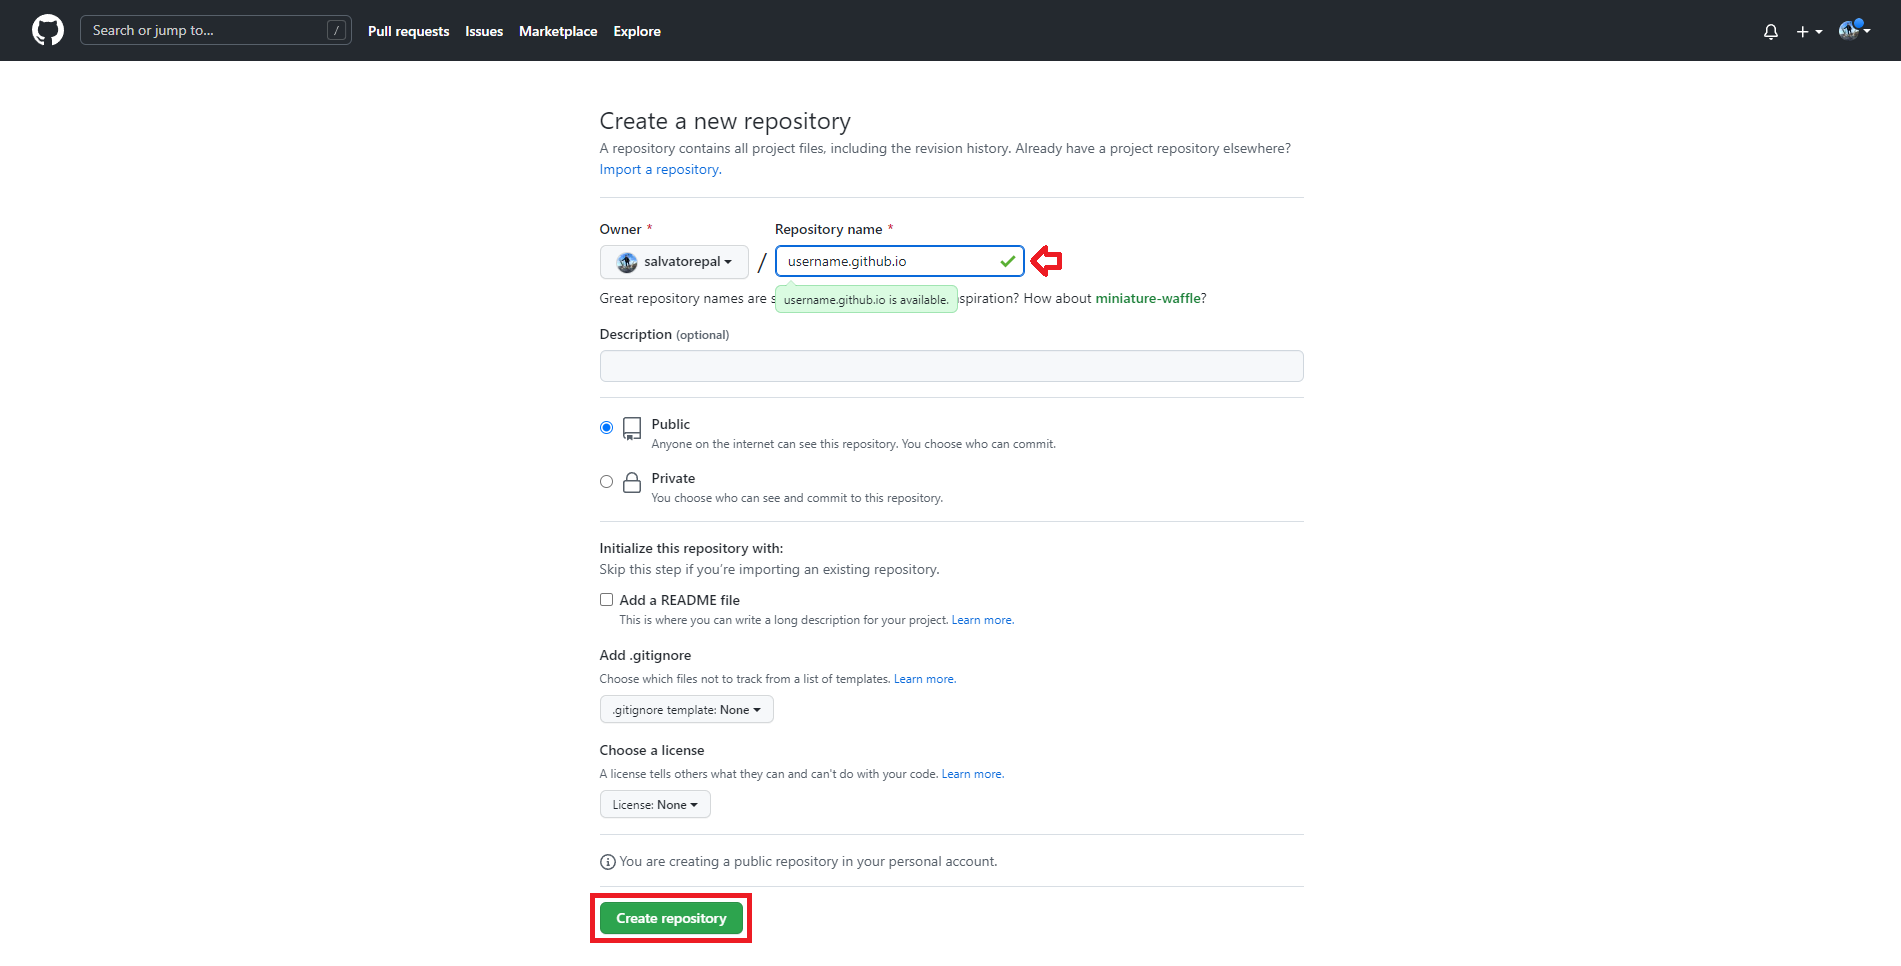 Search or jump to... / Pull requests Issues Marketplace Explore
Create a new repository
A repository contains all project files, including the revision history. Already have a project repository elsewhere?
Import a repository.
Owner * Repository name *
salvatorepal / username.github.io
Great repository names are s username.github.io is available. spiration? How about miniature-waffle?
Description (optional)
Public
Anyone on the internet can see this repository. You choose who can commit.
Private
You choose who can see and commit to this repository.
Initialize this repository with:
Skip this step if you’re importing an existing repository.
Add a README file
This is where you can write a long description for your project. Learn more.
Add .gitignore
Choose which files not to track from a list of templates. Learn more.
.gitignore template: None
Choose a license
A license tells others what they can and can't do with your code. Learn more.
License: None
You are creating a public repository in your personal account.
Create repository